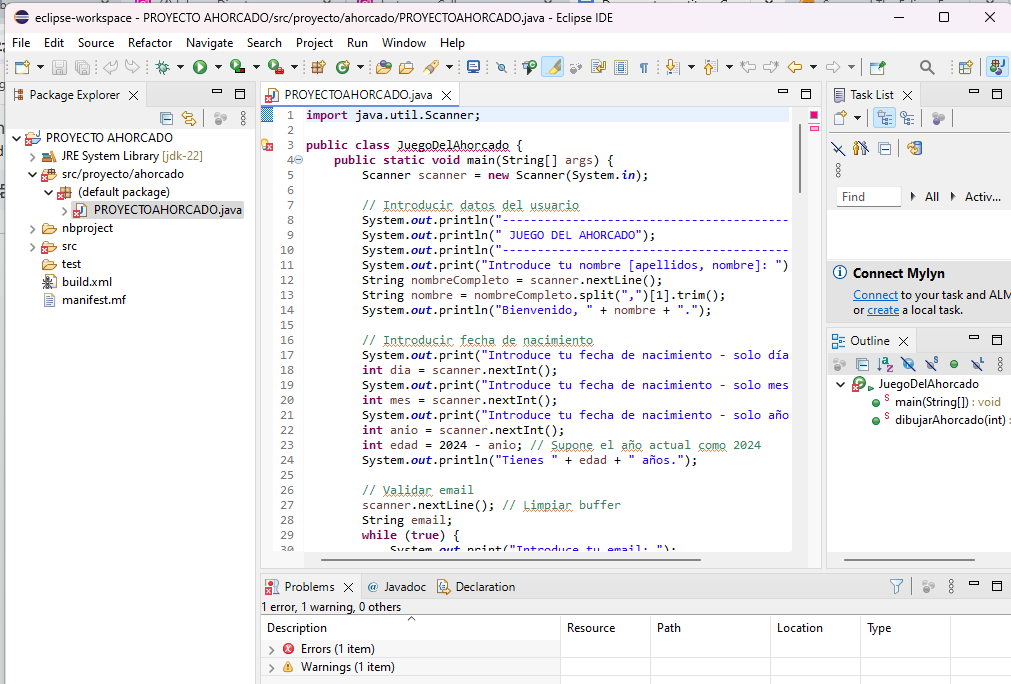 eclipse-workspace - PROYECTO AHORCADO/src/proyecto/ahorcado/PROYECTOAHORCADO.java - Eclipse IDE
File Edit Source Refactor Navigate Search Project Run Window Help
Package Explorer
PROYECTO AHORCADO
JRE System Library [jdk-22]
src/proyecto/ahorcado
(default package)
PROYECTOAHORCADO.java
nbproject
src
test
build.xml
manifest.mf
PROYECTOAHORCADO.java
1 import java.util.Scanner;
2
3 public class JuegoDelAhorcado {
4 public static void main(String[] args) {
5 Scanner scanner = new Scanner(System.in);
6
7 // Introducir datos del usuario
8 System.out.println("-----------------------------------------
9 System.out.println(" JUEGO DEL AHORCADO");
10 System.out.println("-----------------------------------------
11 System.out.print("Introduce tu nombre [apellidos, nombre]: ")
12 String nombreCompleto = scanner.nextLine();
13 String nombre = nombreCompleto.split(",")[1].trim();
14 System.out.println("Bienvenido, " + nombre + ".");
15
16 // Introducir fecha de nacimiento
17 System.out.print("Introduce tu fecha de nacimiento - solo día
18 int dia = scanner.nextInt();
19 System.out.print("Introduce tu fecha de nacimiento - solo mes
20 int mes = scanner.nextInt();
21 System.out.print("Introduce tu fecha de nacimiento - solo año
22 int anio = scanner.nextInt();
23 int edad = 2024 - anio; // Supone el año actual como 2024
24 System.out.println("Tienes " + edad + " años.");
25
26 // Validar email
27 scanner.nextLine(); // Limpiar buffer
28 String email;
29 while (true) {
30 System.out.print("Introduce tu email: ");
Task List
Find All Activ...
Connect Mylyn
Connect to your task and ALM
or create a local task.
Outline
JuegoDelAhorcado
main(String[]) : void
dibujarAhorcado(int) :
Problems Javadoc Declaration
1 error, 1 warning, 0 others
Description Resource Path Location Type
Errors (1 item)
Warnings (1 item)